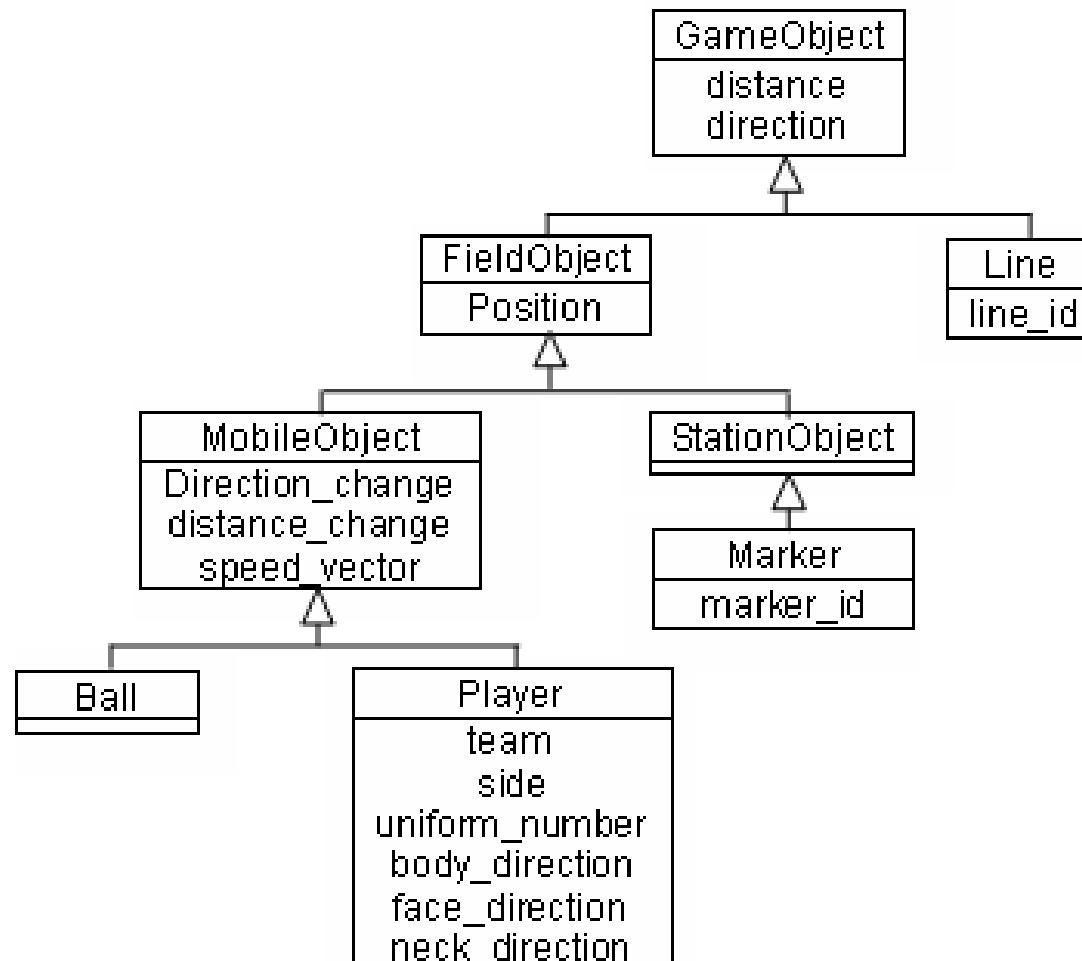 GameObject
distance
direction
FieldObject
Position
Line
line_id
MobileObject
Direction_change
distance_change
speed_vector
StationObject
Marker
marker_id
Ball
Player
team
side
uniform_number
body_direction
face_direction
neck_direction